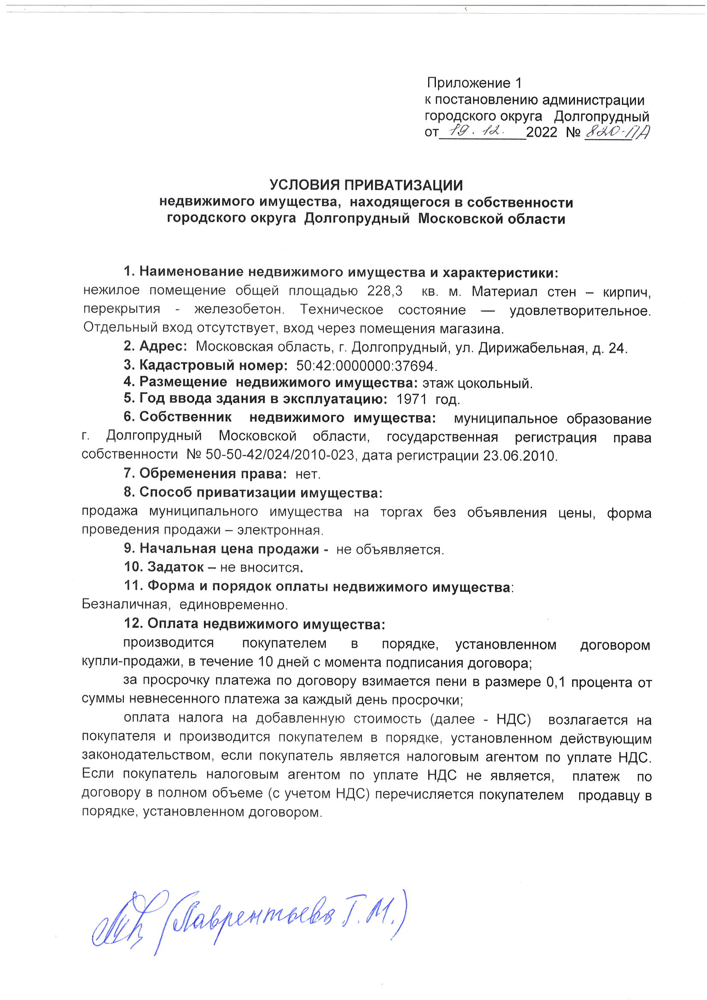 Приложение 1
к постановлению администрации
городского округа Долгопрудный
от 19.12. 2022 № 820-ПА
УСЛОВИЯ ПРИВАТИЗАЦИИ
недвижимого имущества, находящегося в собственности
городского округа Долгопрудный Московской области
1. Наименование недвижимого имущества и характеристики:
нежилое помещение общей площадью 228,3 кв. м. Материал стен – кирпич,
перекрытия - железобетон. Техническое состояние — удовлетворительное.
Отдельный вход отсутствует, вход через помещения магазина.
2. Адрес: Московская область, г. Долгопрудный, ул. Дирижабельная, д. 24.
3. Кадастровый номер: 50:42:0000000:37694.
4. Размещение недвижимого имущества: этаж цокольный.
5. Год ввода здания в эксплуатацию: 1971 год.
6. Собственник недвижимого имущества: муниципальное образование
г. Долгопрудный Московской области, государственная регистрация права
собственности № 50-50-42/024/2010-023, дата регистрации 23.06.2010.
7. Обременения права: нет.
8. Способ приватизации имущества:
продажа муниципального имущества на торгах без объявления цены, форма
проведения продажи – электронная.
9. Начальная цена продажи - не объявляется.
10. Задаток – не вносится.
11. Форма и порядок оплаты недвижимого имущества:
Безналичная, единовременно.
12. Оплата недвижимого имущества:
производится покупателем в порядке, установленном договором
купли-продажи, в течение 10 дней с момента подписания договора;
за просрочку платежа по договору взимается пени в размере 0,1 процента от
суммы невнесенного платежа за каждый день просрочки;
оплата налога на добавленную стоимость (далее - НДС) возлагается на
покупателя и производится покупателем в порядке, установленном действующим
законодательством, если покупатель является налоговым агентом по уплате НДС.
Если покупатель налоговым агентом по уплате НДС не является, платеж по
договору в полном объеме (с учетом НДС) перечисляется покупателем продавцу в
порядке, установленном договором.
(Лаврентьева Г.М.)